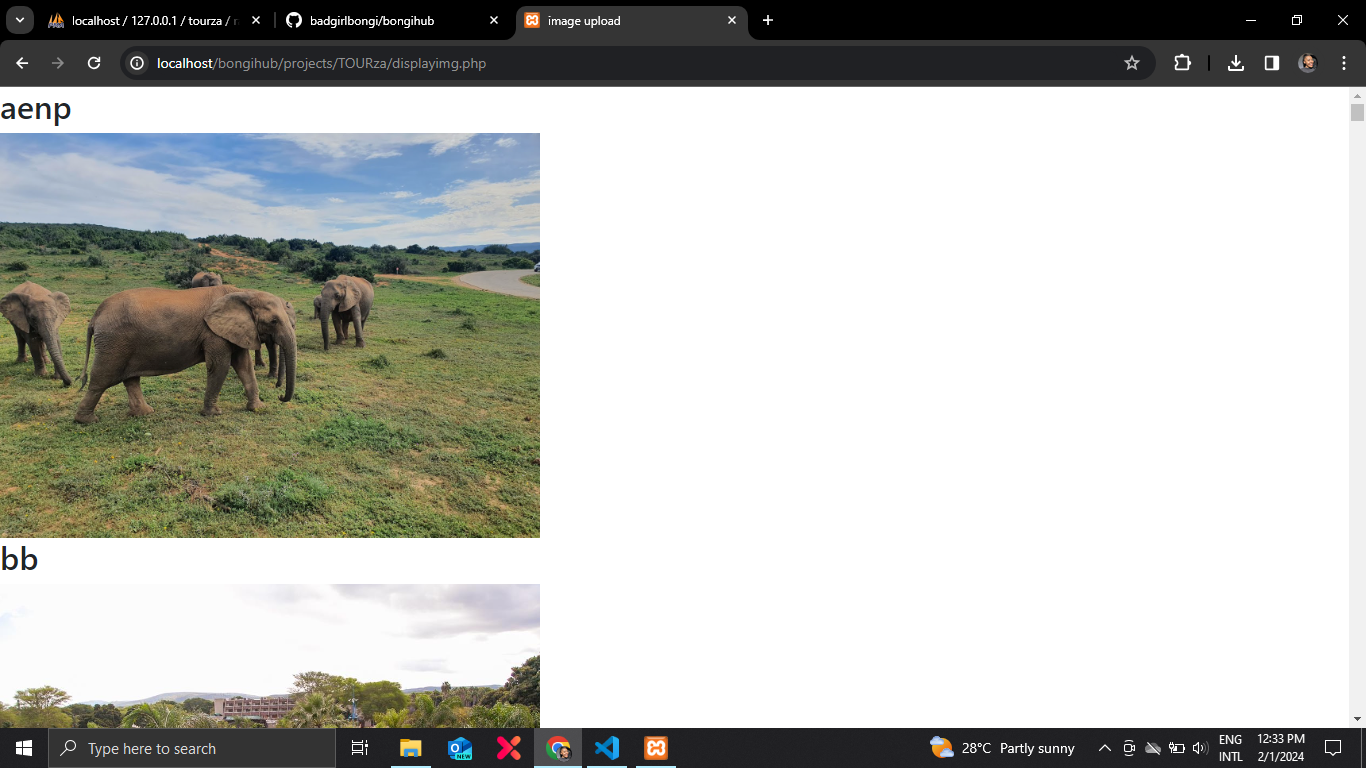 localhost / 127.0.0.1 / tourza /
badgirlbongi/bongihub
image upload
localhost/bongihub/projects/TOURza/displayimg.php
aenp
bb
Type here to search
NEW
28°C Partly sunny
ENG
INTL
12:33 PM
2/1/2024